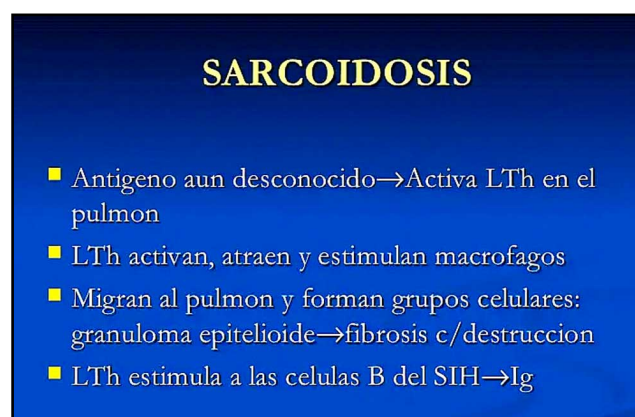 SARCOIDOSIS
Antigeno aun desconocido→Activa LTh en el
pulmon
LTh activan, atraen y estimulan macrofagos
Migran al pulmon y forman grupos celulares:
granuloma epitelioide→fibrosis c/destruccion
LTh estimula a las celulas B del SIH→Ig